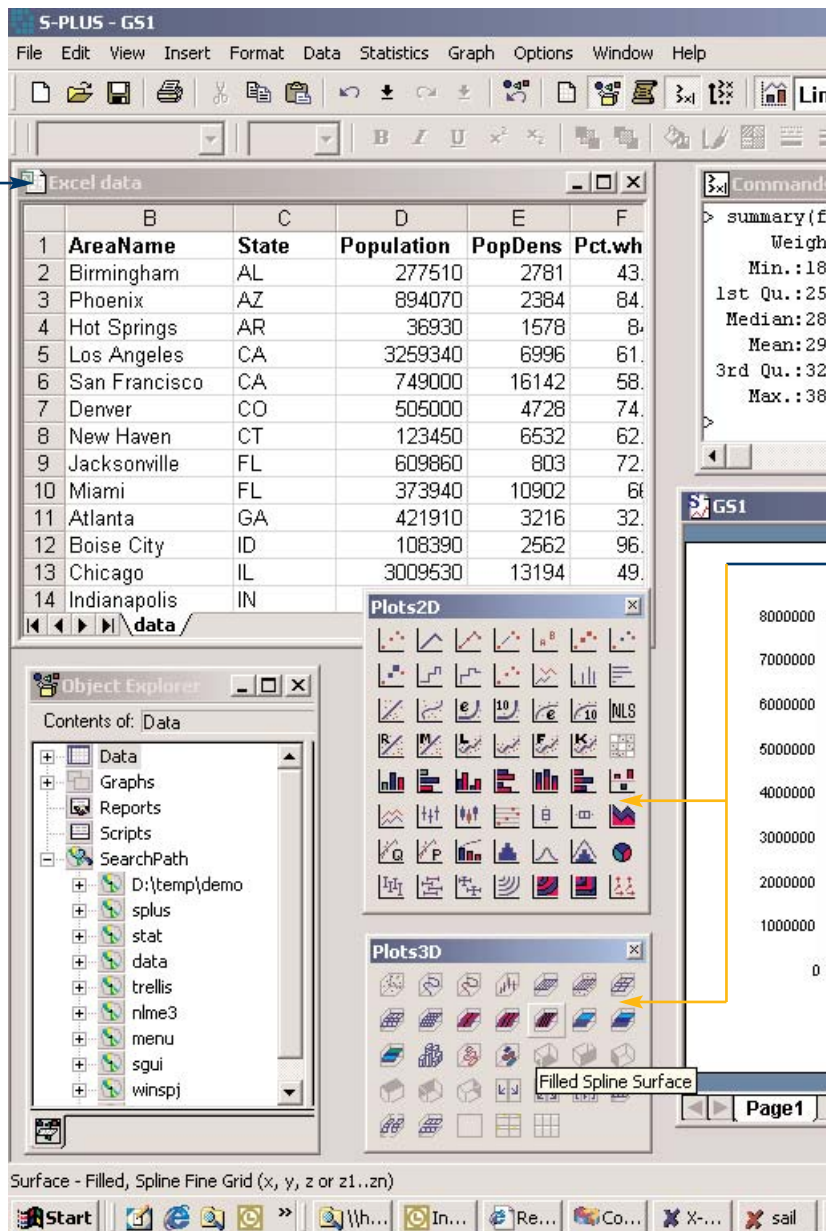 S-PLUS - GS1
File Edit View Insert Format Data Statistics Graph Options Window Help
Lin
B I U x² x₂
Excel data
B C D E F
1 AreaName State Population PopDens Pct.wh
2 Birmingham AL 277510 2781 43.
3 Phoenix AZ 894070 2384 84.
4 Hot Springs AR 36930 1578 8
5 Los Angeles CA 3259340 6996 61.
6 San Francisco CA 749000 16142 58.
7 Denver CO 505000 4728 74.
8 New Haven CT 123450 6532 62.
9 Jacksonville FL 609860 803 72.
10 Miami FL 373940 10902 6
11 Atlanta GA 421910 3216 32.
12 Boise City ID 108390 2562 96.
13 Chicago IL 3009530 13194 49.
14 Indianapolis IN
data
Commands
> summary(f
Weigh
Min.:18
1st Qu.:25
Median:28
Mean:29
3rd Qu.:32
Max.:38
>
GS1
8000000
7000000
6000000
5000000
4000000
3000000
2000000
1000000
0
Page1
Plots2D
NLS
Plots3D
Filled Spline Surface
Object Explorer
Contents of: Data
Data
Graphs
Reports
Scripts
SearchPath
D:\temp\demo
splus
stat
data
trellis
nlme3
menu
sgui
winspj
Surface - Filled, Spline Fine Grid (x, y, z or z1..zn)
Start » \\h... In... Re... Co... X-... sail